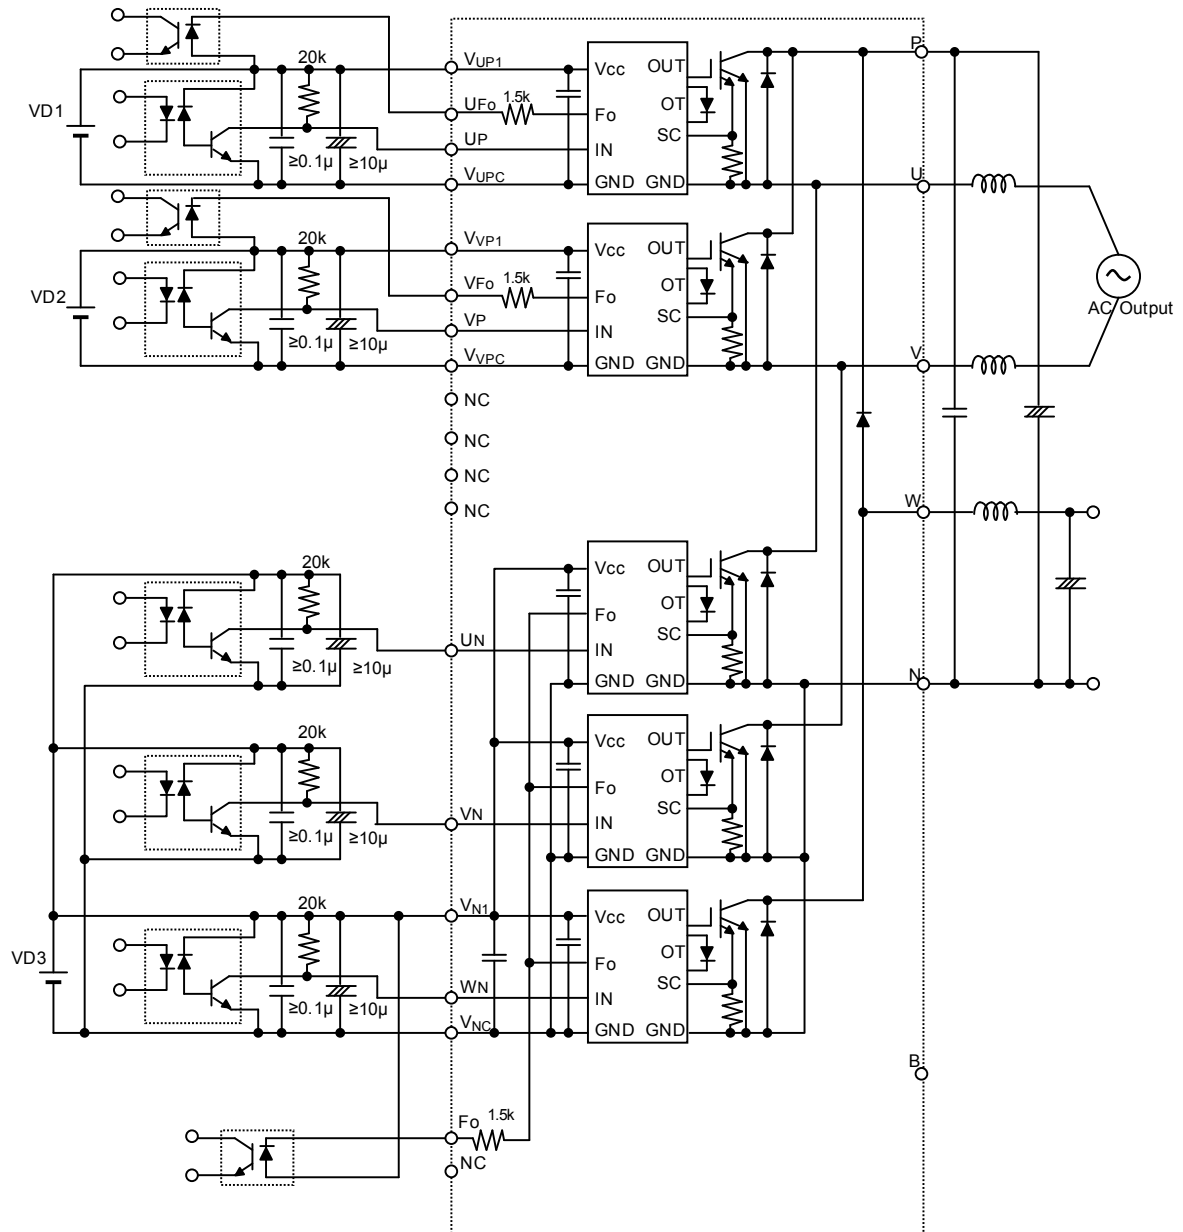 20k
VD1
≥0.1µ
≥10µ
VUP1
UFo
1.5k
UP
VUPC
Vcc
Fo
IN
GND
OUT
OT
SC
GND
P
U
20k
VD2
≥0.1µ
≥10µ
VVP1
VFo
1.5k
VP
VVPC
Vcc
Fo
IN
GND
OUT
OT
SC
GND
AC Output
V
NC
NC
NC
NC
W
20k
≥0.1µ
≥10µ
UN
Vcc
Fo
IN
GND
OUT
OT
SC
GND
N
20k
≥0.1µ
≥10µ
VN
Vcc
Fo
IN
GND
OUT
OT
SC
GND
20k
VD3
≥0.1µ
≥10µ
VN1
WN
VNC
Vcc
Fo
IN
GND
OUT
OT
SC
GND
B
Fo
1.5k
NC